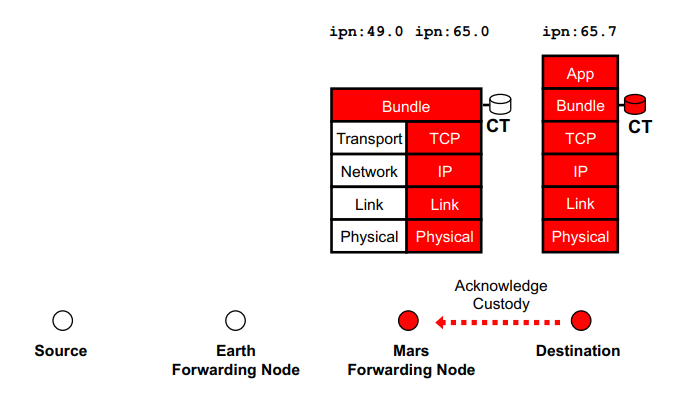 ipn:49.0 ipn:65.0 ipn:65.7
App
Bundle Bundle
CT CT
Transport TCP TCP
Network IP IP
Link Link Link
Physical Physical Physical
Acknowledge
Custody
Source Earth Mars Destination
Forwarding Node Forwarding Node